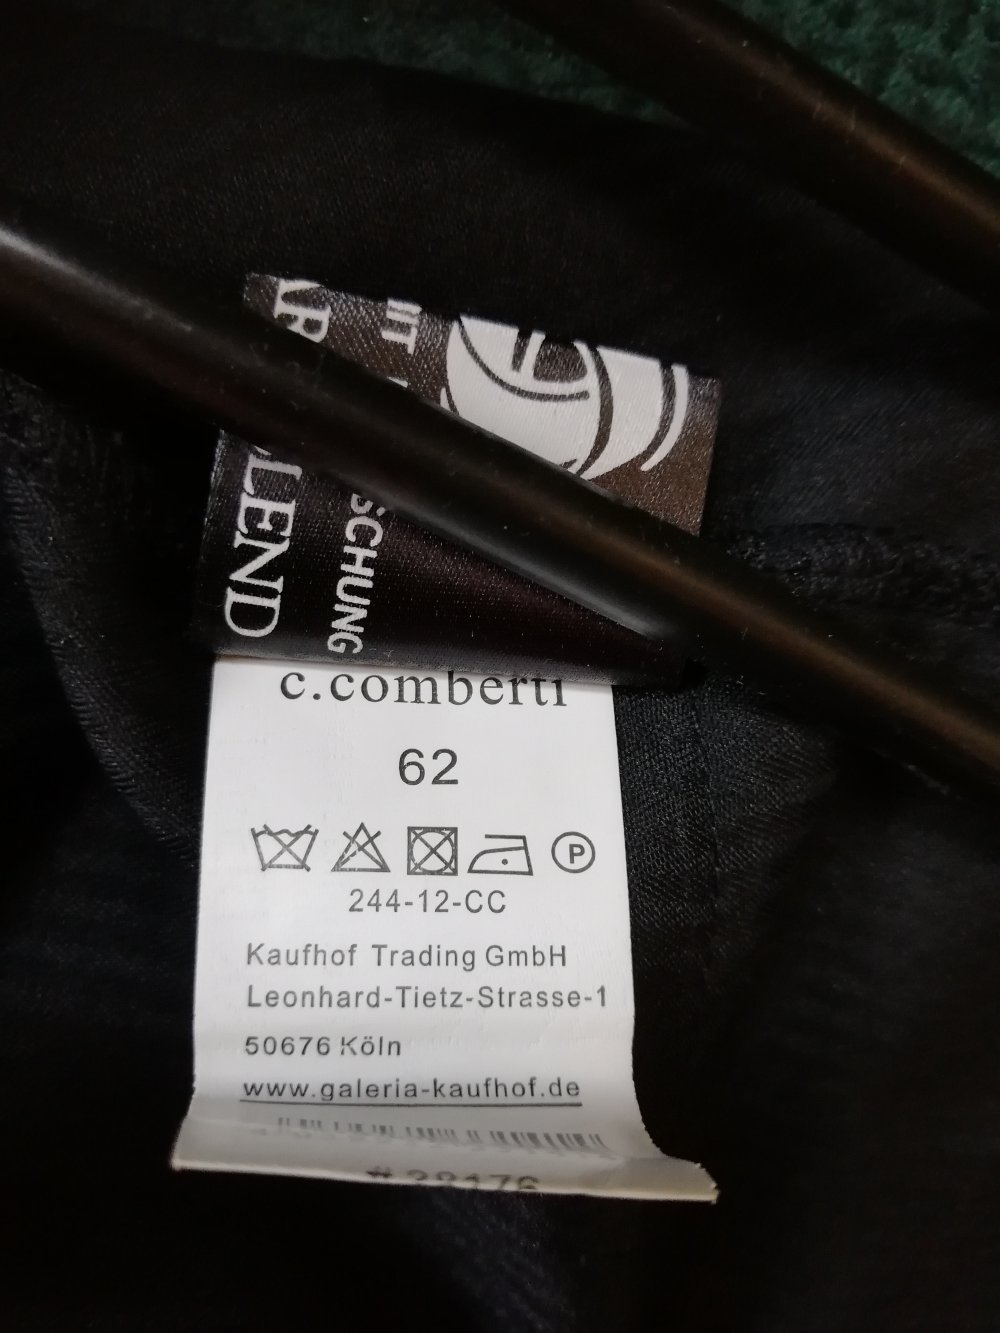 BLEND
SCHUNG
c.comberti
62
P
244-12-CC
Kaufhof Trading GmbH
Leonhard-Tietz-Strasse-1
50676 Köln
www.galeria-kaufhof.de